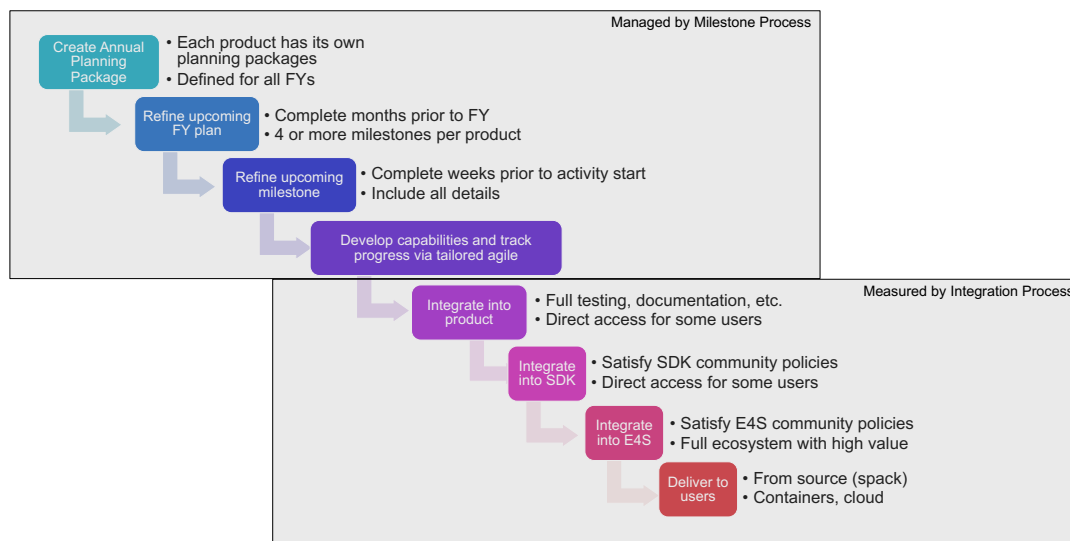 Managed by Milestone Process
Create Annual
Planning
Package
• Each product has its own
planning packages
• Defined for all FYs
Refine upcoming
FY plan
• Complete months prior to FY
• 4 or more milestones per product
Refine upcoming
milestone
• Complete weeks prior to activity start
• Include all details
Develop capabilities and track
progress via tailored agile
Measured by Integration Process
Integrate into
product
• Full testing, documentation, etc.
• Direct access for some users
Integrate
into SDK
• Satisfy SDK community policies
• Direct access for some users
Integrate
into E4S
• Satisfy E4S community policies
• Full ecosystem with high value
Deliver to
users
• From source (spack)
• Containers, cloud